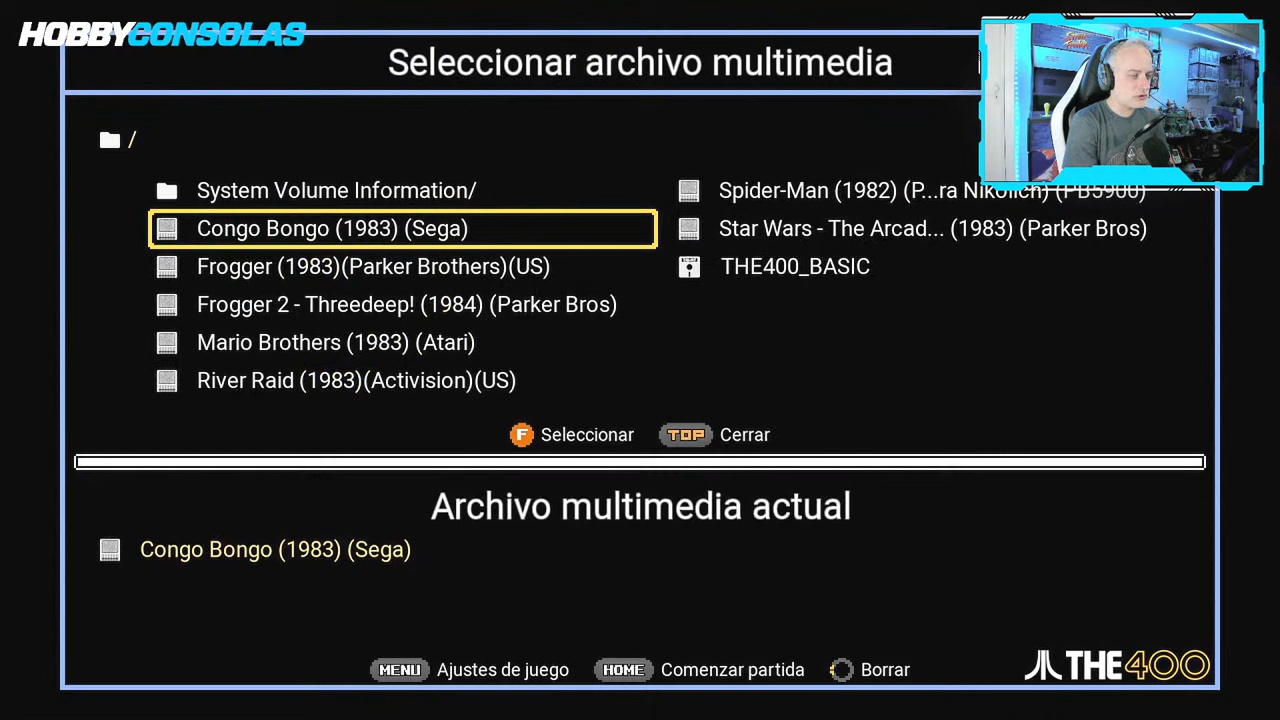 HOBBYCONSOLAS
Seleccionar archivo multimedia
/
System Volume Information/
Congo Bongo (1983) (Sega)
Frogger (1983)(Parker Brothers)(US)
Frogger 2 - Threedeep! (1984) (Parker Bros)
Mario Brothers (1983) (Atari)
River Raid (1983)(Activision)(US)
Spider-Man (1982) (P...ra Nikolich) (PB5900)
Star Wars - The Arcad... (1983) (Parker Bros)
THE400_BASIC
F Seleccionar TOP Cerrar
Archivo multimedia actual
Congo Bongo (1983) (Sega)
MENU Ajustes de juego HOME Comenzar partida Borrar
THE400